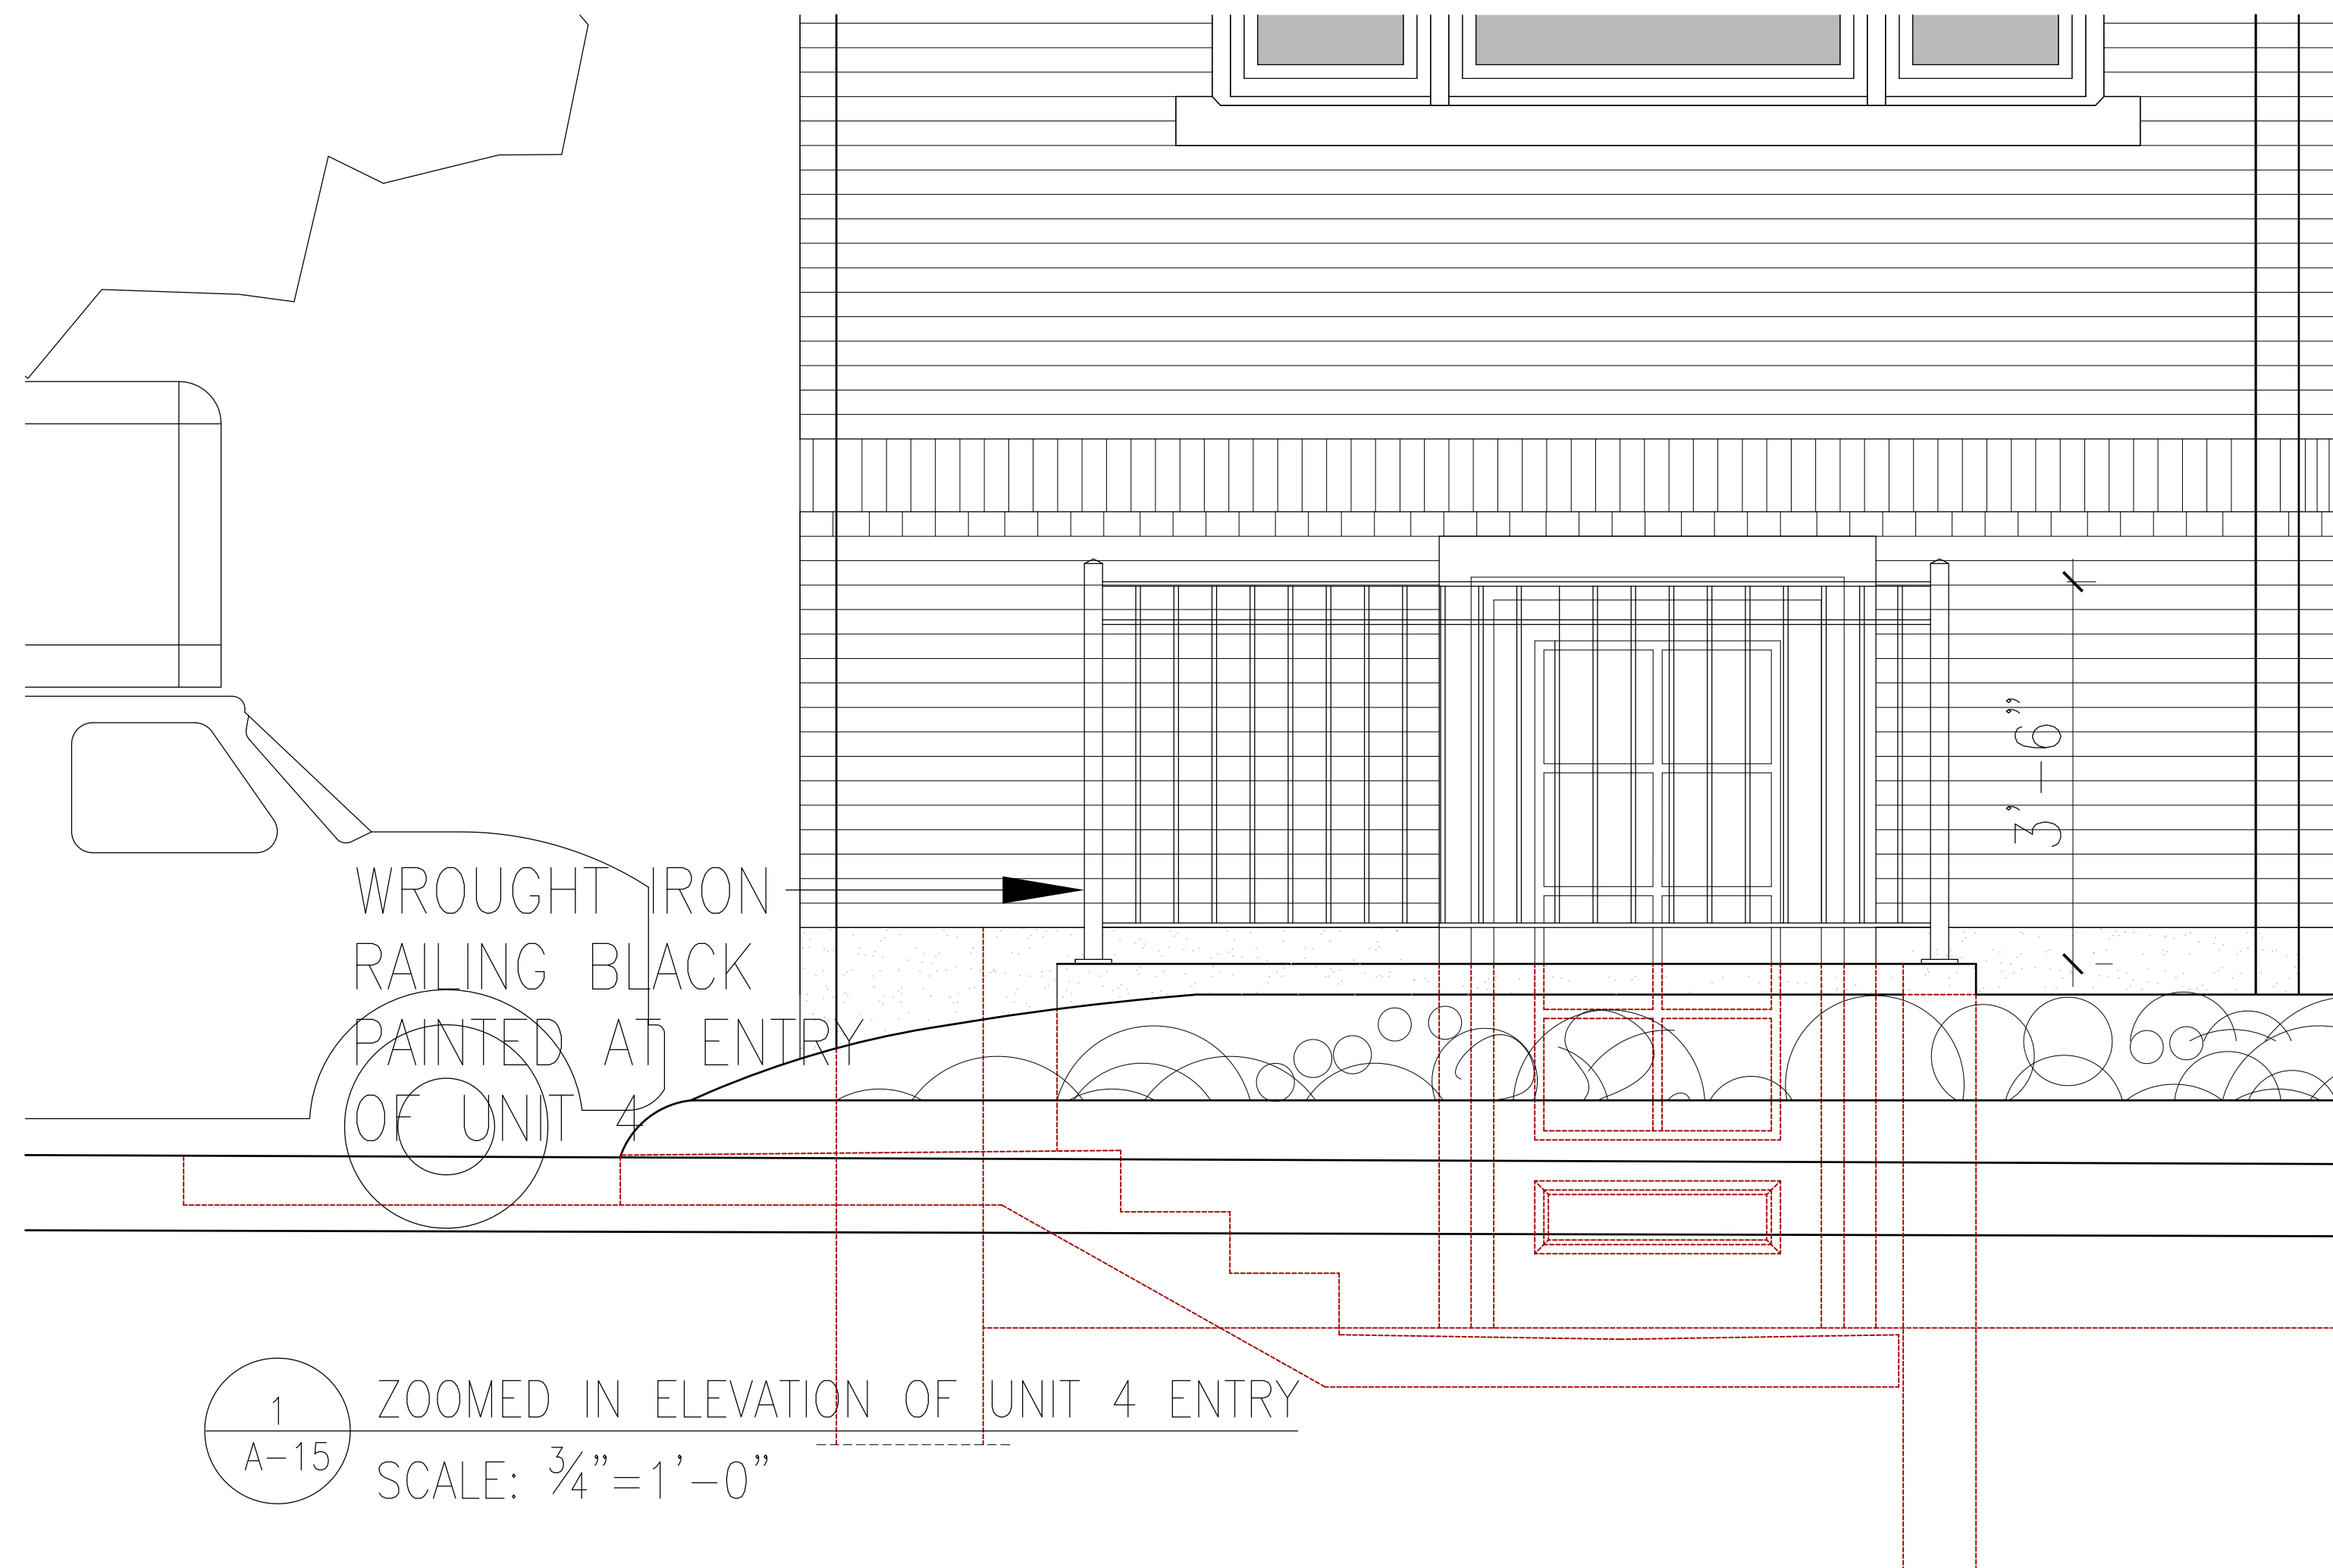 WROUGHT IRON
RAILING BLACK
PAINTED AT ENTRY
OF UNIT 4
3'-6"
1
A-15
ZOOMED IN ELEVATION OF UNIT 4 ENTRY
SCALE: ¾"=1'-0"